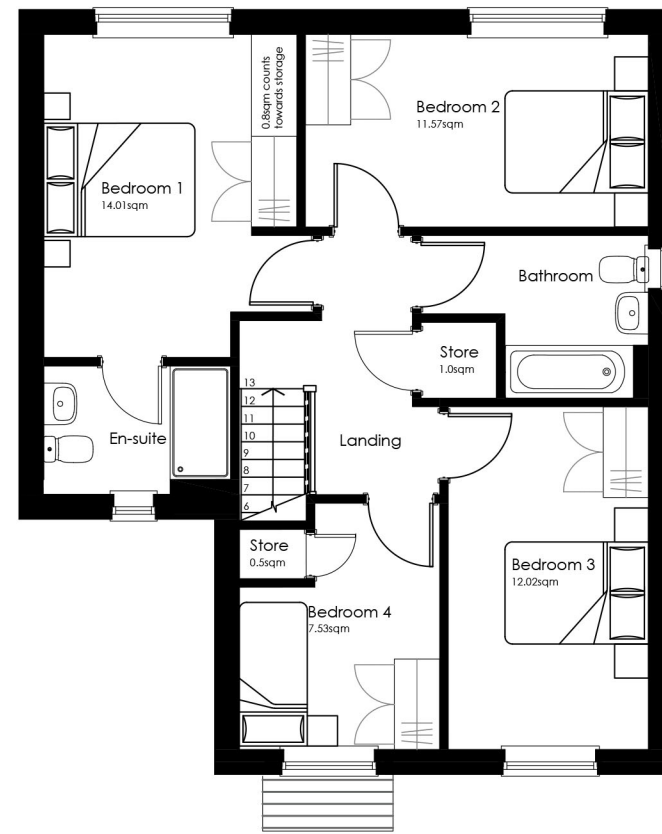 0.8sqm counts
towards storage
Bedroom 1
14.01sqm
Bedroom 2
11.57sqm
Bathroom
Store
1.0sqm
En-suite
Landing
13
12
11
10
9
8
7
6
Store
0.5sqm
Bedroom 4
7.53sqm
Bedroom 3
12.02sqm